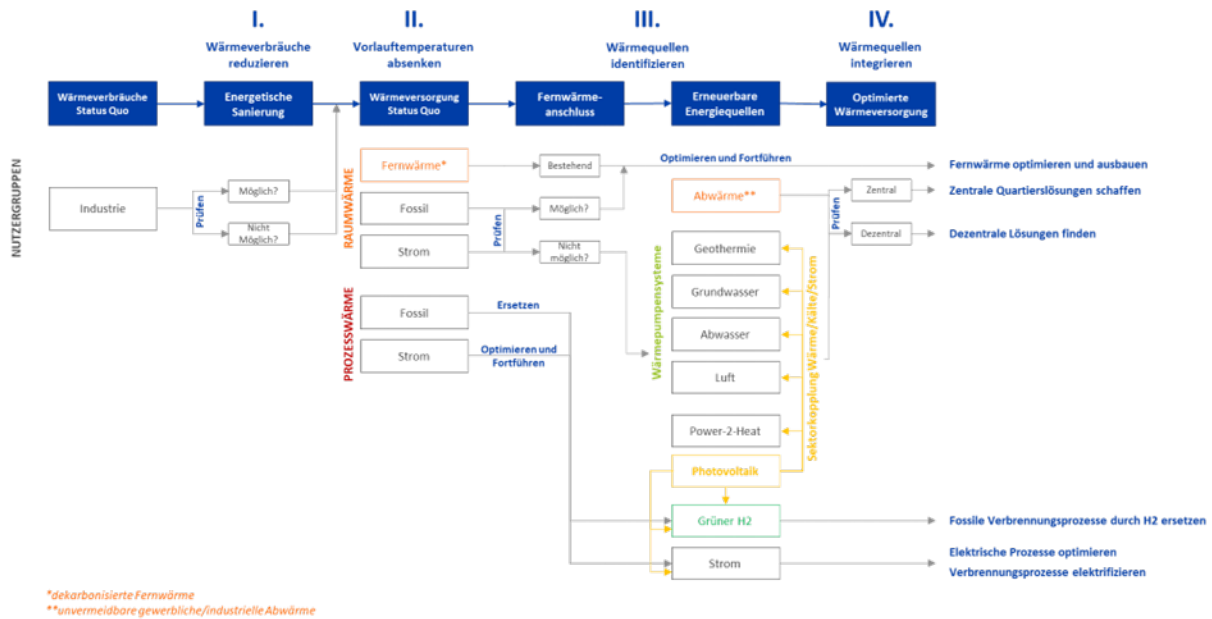 I.
II.
III.
IV.
Wärmeverbräuche
reduzieren
Vorlauftemperaturen
absenken
Wärmequellen
identifizieren
Wärmequellen
integrieren
Wärmeverbräuche
Status Quo
Energetische
Sanierung
Wärmeversorgung
Status Quo
Fernwärme-
anschluss
Erneuerbare
Energiequellen
Optimierte
Wärmeversorgung
NUTZERGRUPPEN
Industrie
Prüfen
Möglich?
Nicht
Möglich?
RAUMWÄRME
Fernwärme*
Fossil
Strom
Prüfen
Bestehend
Möglich?
Nicht
möglich?
Optimieren und Fortführen
PROZESSWÄRME
Fossil
Strom
Ersetzen
Optimieren und
Fortführen
Wärmepumpensysteme
Abwärme**
Geothermie
Grundwasser
Abwasser
Luft
Power-2-Heat
Photovoltaik
Grüner H2
Strom
Sektorkopplung Wärme/Kälte/Strom
Prüfen
Zentral
Dezentral
Fernwärme optimieren und ausbauen
Zentrale Quartierslösungen schaffen
Dezentrale Lösungen finden
Fossile Verbrennungsprozesse durch H2 ersetzen
Elektrische Prozesse optimieren
Verbrennungsprozesse elektrifizieren
*dekarbonisierte Fernwärme
**unvermeidbare gewerbliche/industrielle Abwärme